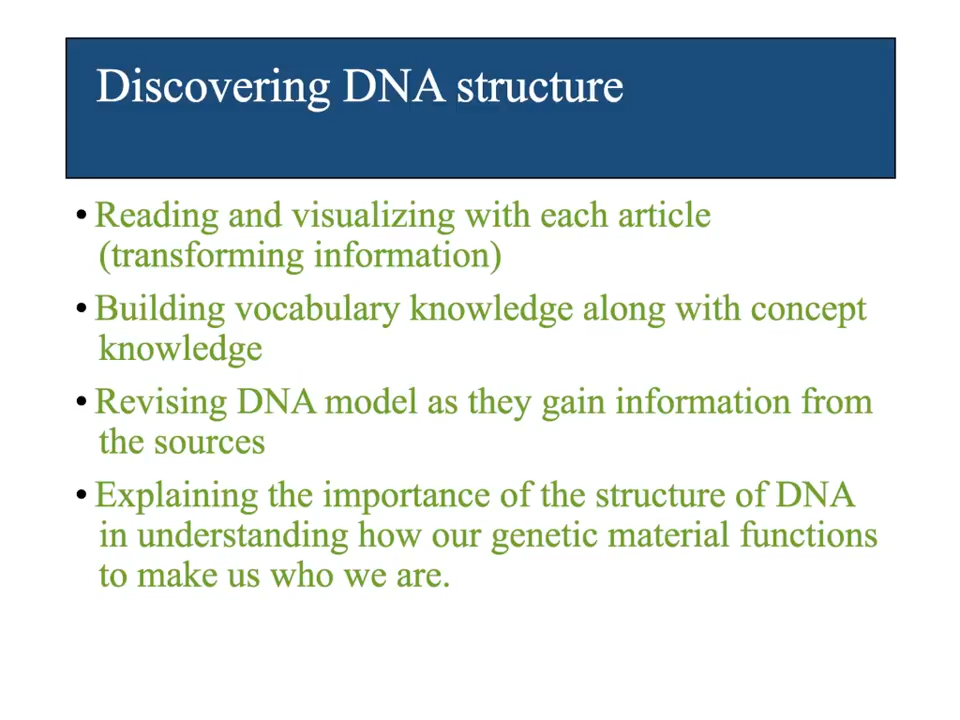 Discovering DNA structure
• Reading and visualizing with each article
(transforming information)
• Building vocabulary knowledge along with concept
knowledge
• Revising DNA model as they gain information from
the sources
• Explaining the importance of the structure of DNA
in understanding how our genetic material functions
to make us who we are.